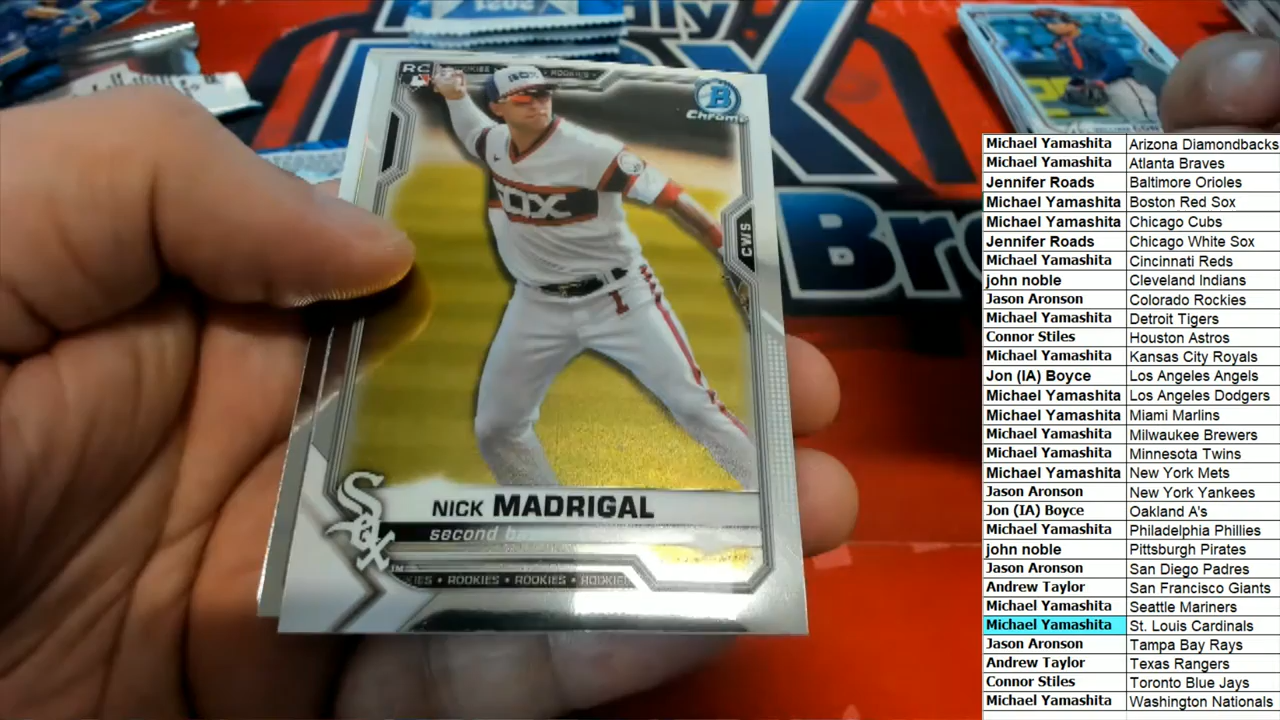 2021
RC
ROOKIES • ROOKIES
BOX
B
Chrome
SOX
CWS
1
Sox
NICK MADRIGAL
second
ROOKIES • ROOKIES •
Bro
Michael Yamashita Arizona Diamondbacks
Michael Yamashita Atlanta Braves
Jennifer Roads Baltimore Orioles
Michael Yamashita Boston Red Sox
Michael Yamashita Chicago Cubs
Jennifer Roads Chicago White Sox
Michael Yamashita Cincinnati Reds
john noble Cleveland Indians
Jason Aronson Colorado Rockies
Michael Yamashita Detroit Tigers
Connor Stiles Houston Astros
Michael Yamashita Kansas City Royals
Jon (IA) Boyce Los Angeles Angels
Michael Yamashita Los Angeles Dodgers
Michael Yamashita Miami Marlins
Michael Yamashita Milwaukee Brewers
Michael Yamashita Minnesota Twins
Michael Yamashita New York Mets
Jason Aronson New York Yankees
Jon (IA) Boyce Oakland A's
Michael Yamashita Philadelphia Phillies
john noble Pittsburgh Pirates
Jason Aronson San Diego Padres
Andrew Taylor San Francisco Giants
Michael Yamashita Seattle Mariners
Michael Yamashita St. Louis Cardinals
Jason Aronson Tampa Bay Rays
Andrew Taylor Texas Rangers
Connor Stiles Toronto Blue Jays
Michael Yamashita Washington Nationals